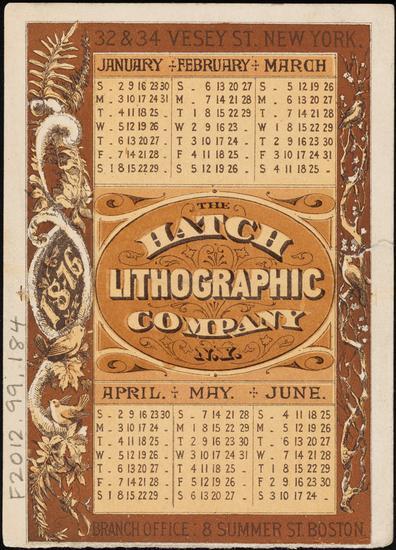 32 & 34 VESEY ST. NEW YORK.
JANUARY FEBRUARY MARCH
S - 2 9 16 23 30 S - 6 13 20 27 S - 5 12 19 26
M - 3 10 17 24 31 M - 7 14 21 28 M - 6 13 20 27
T - 4 11 18 25 - T 1 8 15 22 29 T - 7 14 21 28
W - 5 12 19 26 - W 2 9 16 23 - W 1 8 15 22 29
T - 6 13 20 27 - T 3 10 17 24 - T 2 9 16 23 30
F - 7 14 21 28 - F 4 11 18 25 - F 3 10 17 24 31
S 1 8 15 22 29 - S 5 12 19 26 - S 4 11 18 25 -
THE
HATCH
LITHOGRAPHIC
COMPANY
N.Y.
1876
APRIL. MAY. JUNE.
S - 2 9 16 23 30 S - 7 14 21 28 S - 4 11 18 25
M - 3 10 17 24 - M 1 8 15 22 29 M - 5 12 19 26
T - 4 11 18 25 - T 2 9 16 23 30 T - 6 13 20 27
W - 5 12 19 26 - W 3 10 17 24 31 W - 7 14 21 28
T - 6 13 20 27 - T 4 11 18 25 - T 1 8 15 22 29
F - 7 14 21 28 - F 5 12 19 26 - F 2 9 16 23 30
S 1 8 15 22 29 - S 6 13 20 27 - S 3 10 17 24 -
BRANCH OFFICE: 8 SUMMER ST. BOSTON.
F2012.99.184